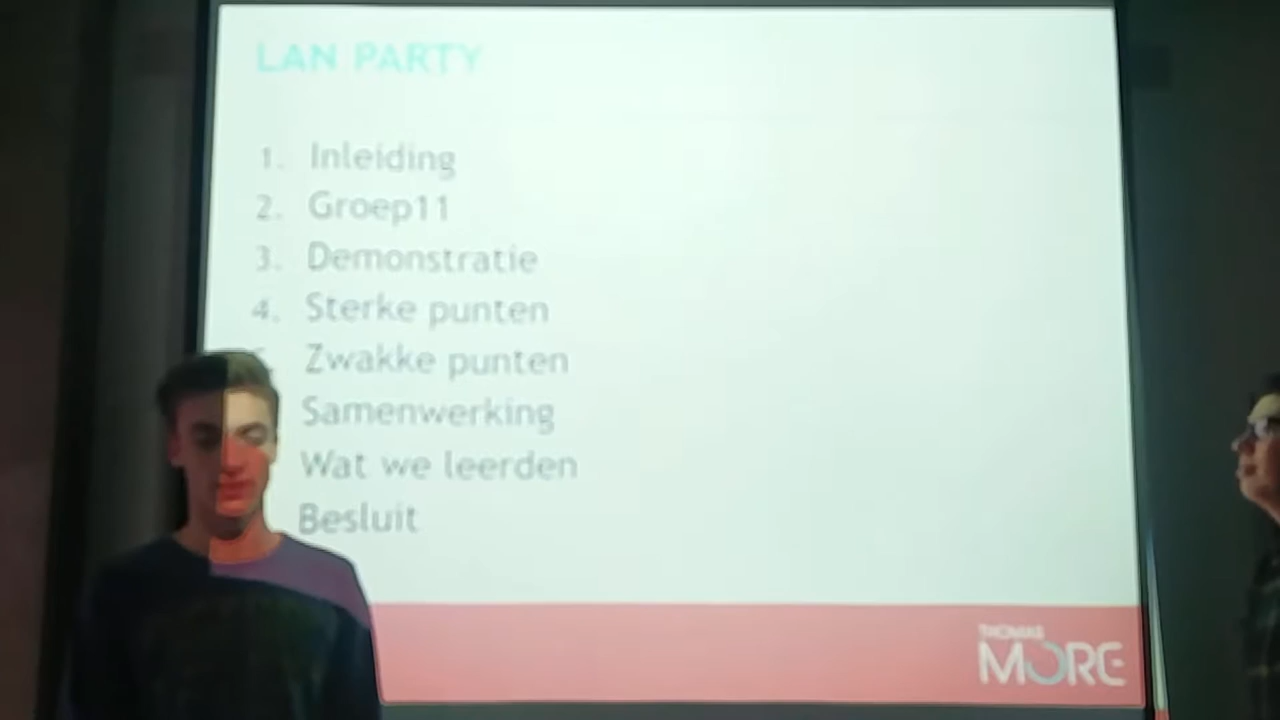 LAN PARTY
1. Inleiding
2. Groep11
3. Demonstratie
4. Sterke punten
Zwakke punten
Samenwerking
Wat we leerden
Besluit
THOMAS
MORE